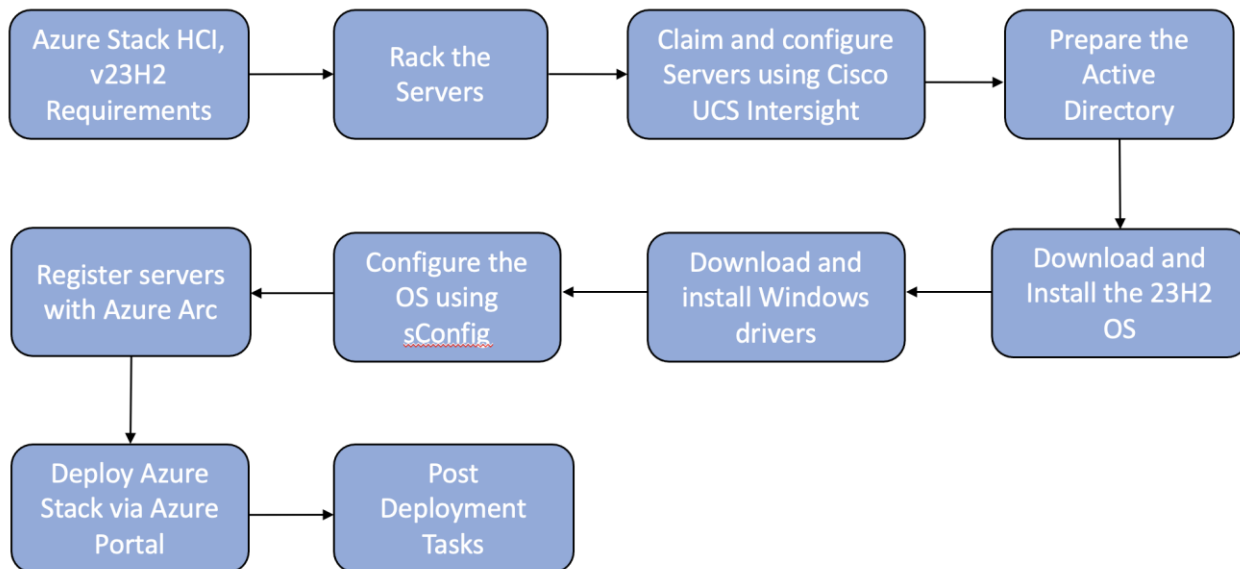 Azure Stack HCI,
v23H2
Requirements
Rack the
Servers
Claim and configure
Servers using Cisco
UCS Intersight
Prepare the
Active
Directory
Download and
Install the 23H2
OS
Download and
install Windows
drivers
Configure the
OS using
sConfig
Register servers
with Azure Arc
Deploy Azure
Stack via Azure
Portal
Post
Deployment
Tasks